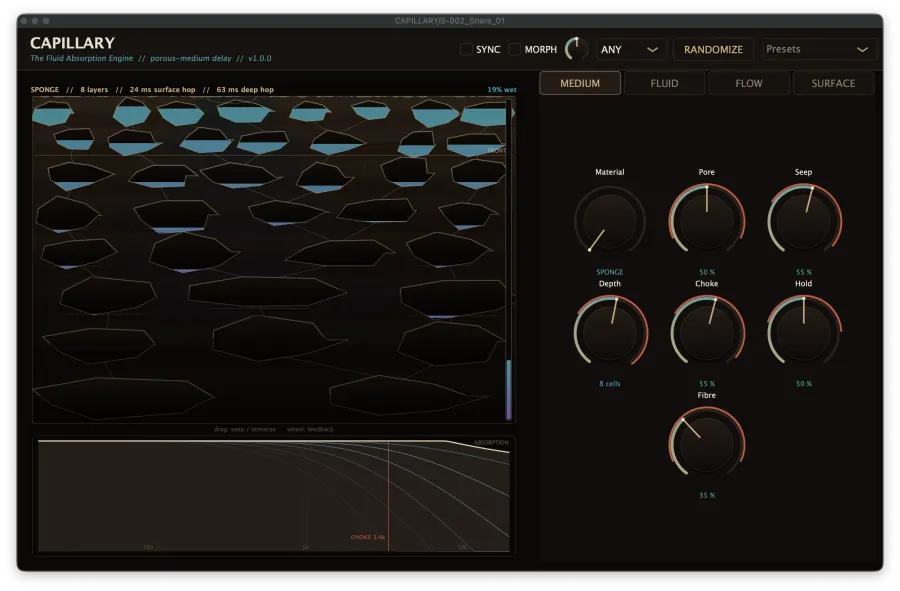 CAPILLARY/S-002_Snare_01
CAPILLARY
The Fluid Absorption Engine // porous-medium delay // v1.0.0
SYNC MORPH ANY RANDOMIZE Presets
SPONGE // 8 layers // 24 ms surface hop // 63 ms deep hop 19% wet
FRONT
drag: seep / immerse wheel: feedback
ABSORPTION
CHOKE 3.4k
100 1k 10k
MEDIUM FLUID FLOW SURFACE
Material Pore Seep
SPONGE 50 % 55 %
Depth Choke Hold
8 cells 55 % 50 %
Fibre
35 %